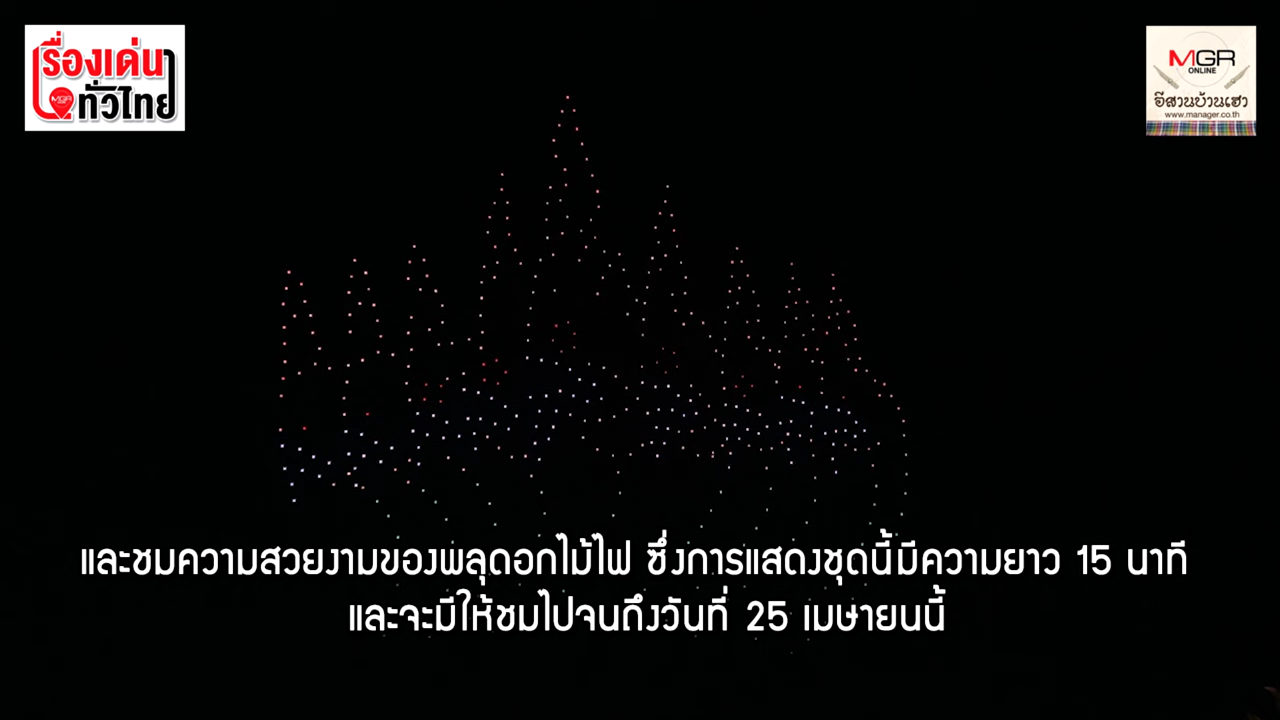 เรื่องเด่น
MGR
ทั่วไทย
MGR
ONLINE
อีสานบ้านเฮา
www.manager.co.th
และชมความสวยงามของพลุดอกไม้ไฟ ซึ่งการแสดงชุดนี้มีความยาว 15 นาที
และจะมีให้ชมไปจนถึงวันที่ 25 เมษายนนี้